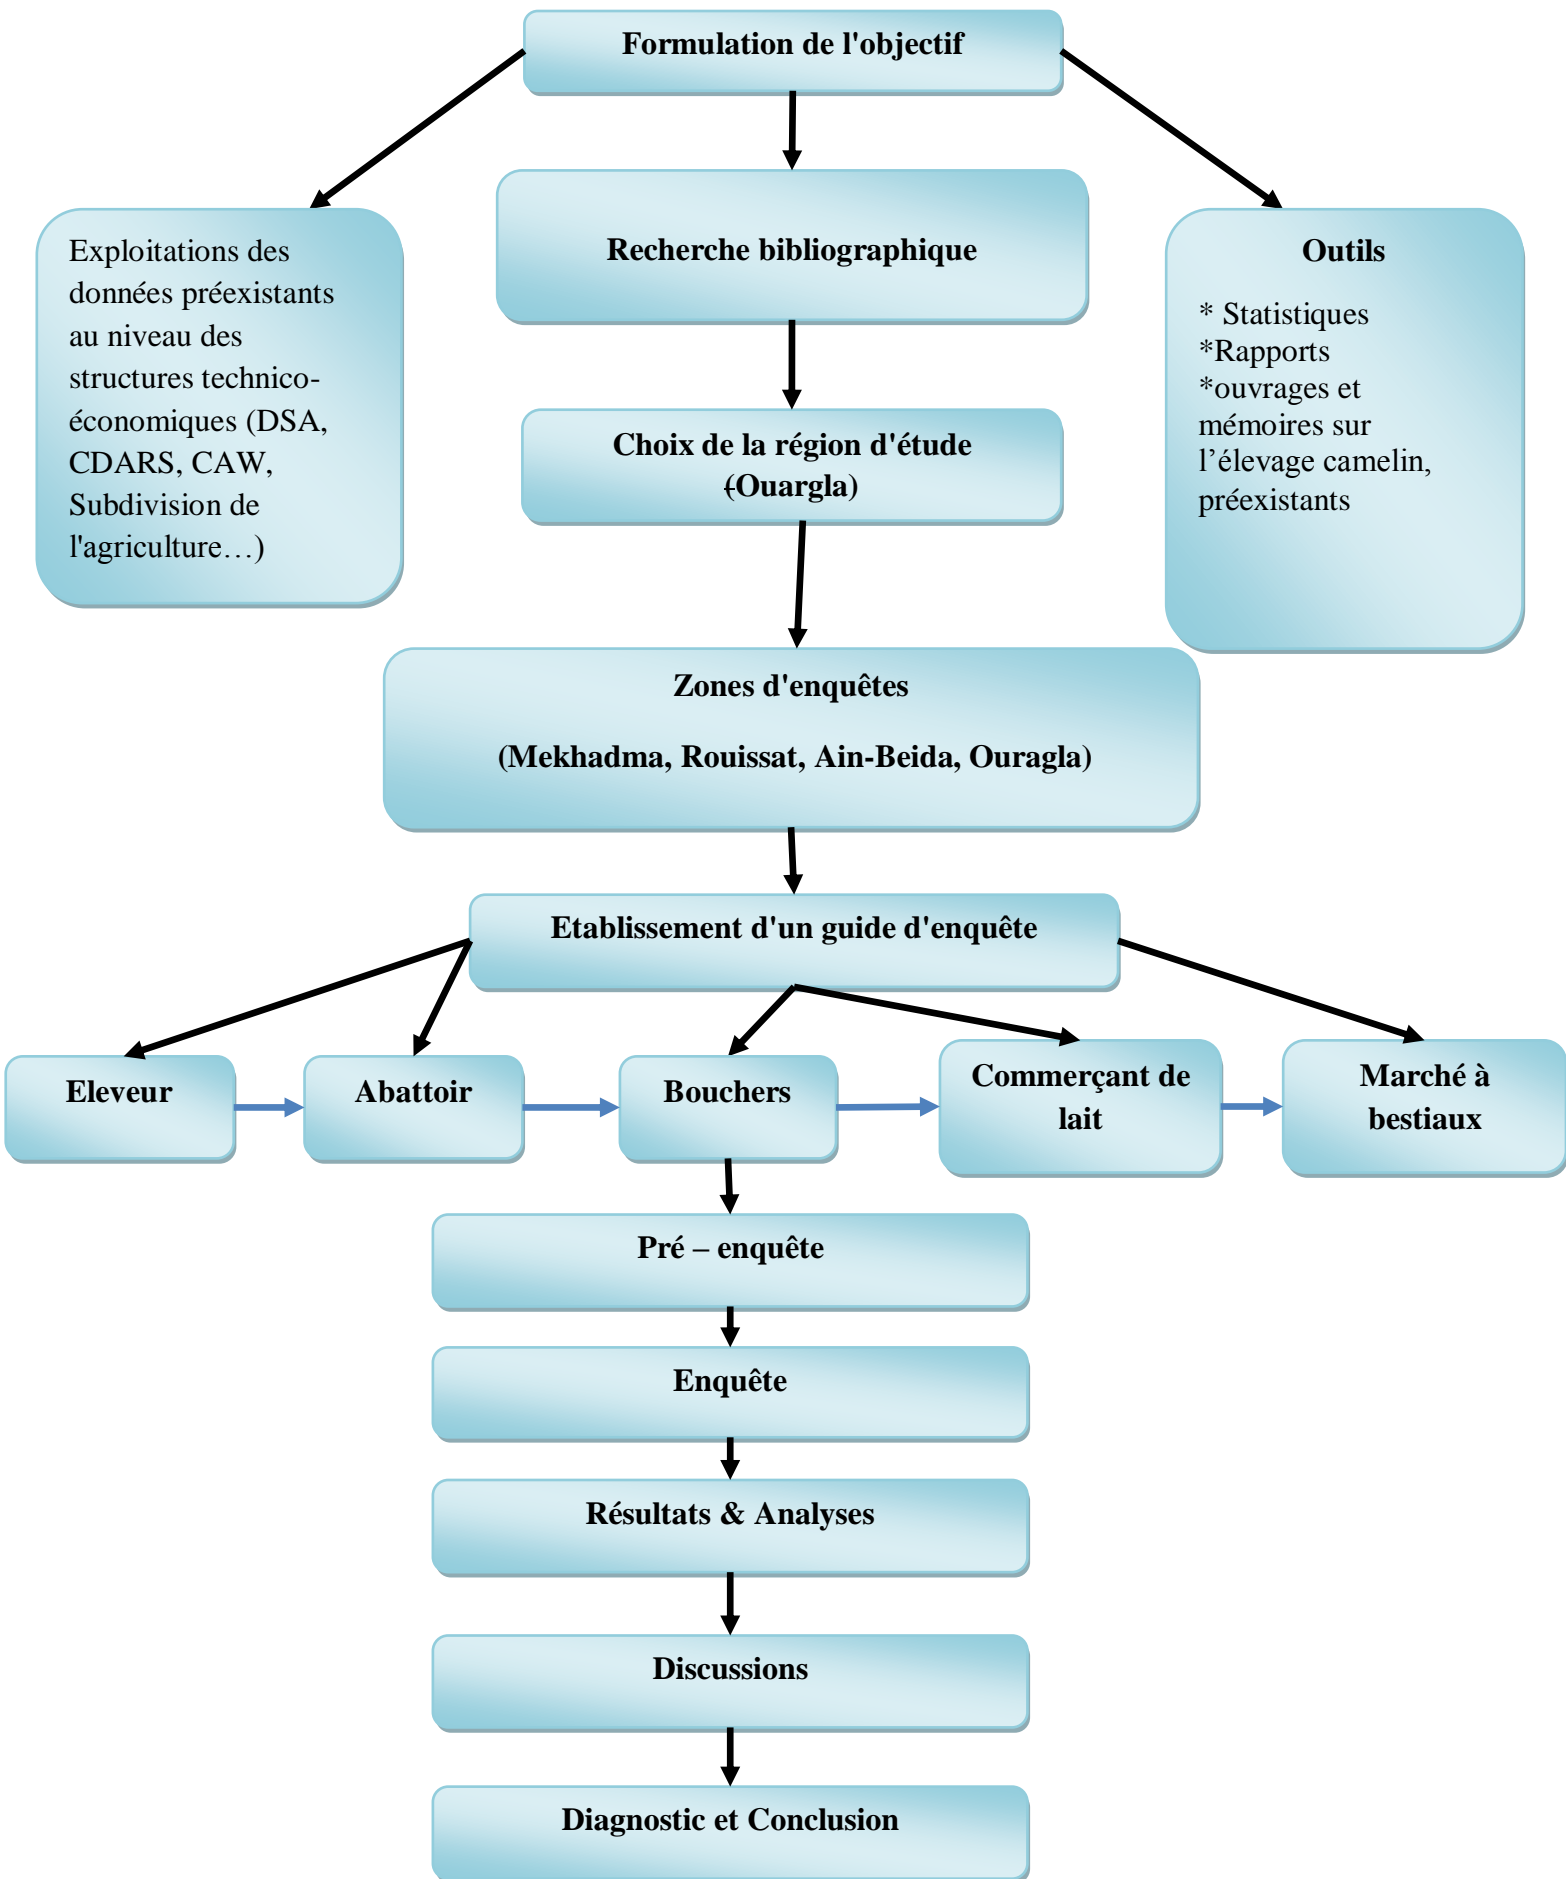 Formulation de l'objectif
Exploitations des
données préexistants
au niveau des
structures technico-
économiques (DSA,
CDARS, CAW,
Subdivision de
l'agriculture…)
Recherche bibliographique
Outils
* Statistiques
*Rapports
*ouvrages et
mémoires sur
l’élevage camelin,
préexistants
Choix de la région d'étude
(Ouargla)
Zones d'enquêtes
(Mekhadma, Rouissat, Ain-Beida, Ouragla)
Etablissement d'un guide d'enquête
Eleveur
Abattoir
Bouchers
Commerçant de
lait
Marché à
bestiaux
Pré – enquête
Enquête
Résultats & Analyses
Discussions
Diagnostic et Conclusion